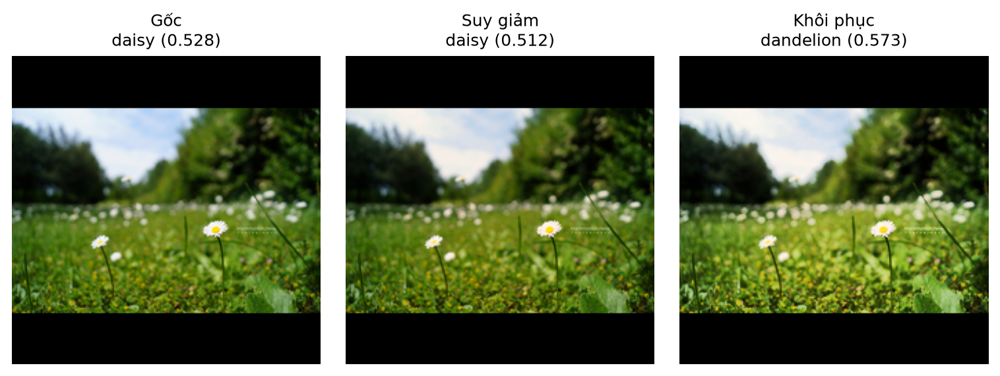 Gốc
daisy (0.528)
Suy giảm
daisy (0.512)
Khôi phục
dandelion (0.573)